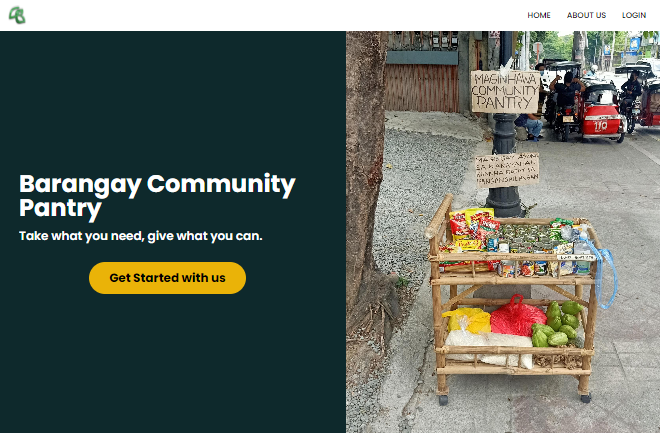 HOME ABOUT US LOGIN
Barangay Community
Pantry
Take what you need, give what you can.
Get Started with us
MAGINHAWA
COMMUNITY
PANTRY
110